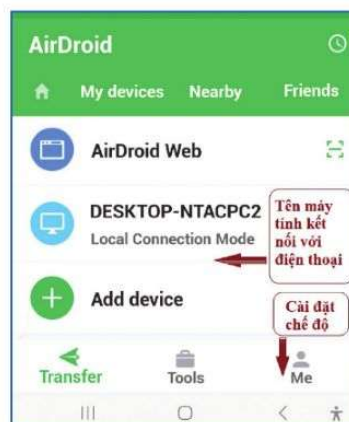 AirDroid
My devices Nearby Friends
AirDroid Web
DESKTOP-NTACPC2
Local Connection Mode
Tên máy
tính kết
nối với
điện thoại
Add device
Cài đặt
chế độ
Transfer Tools Me